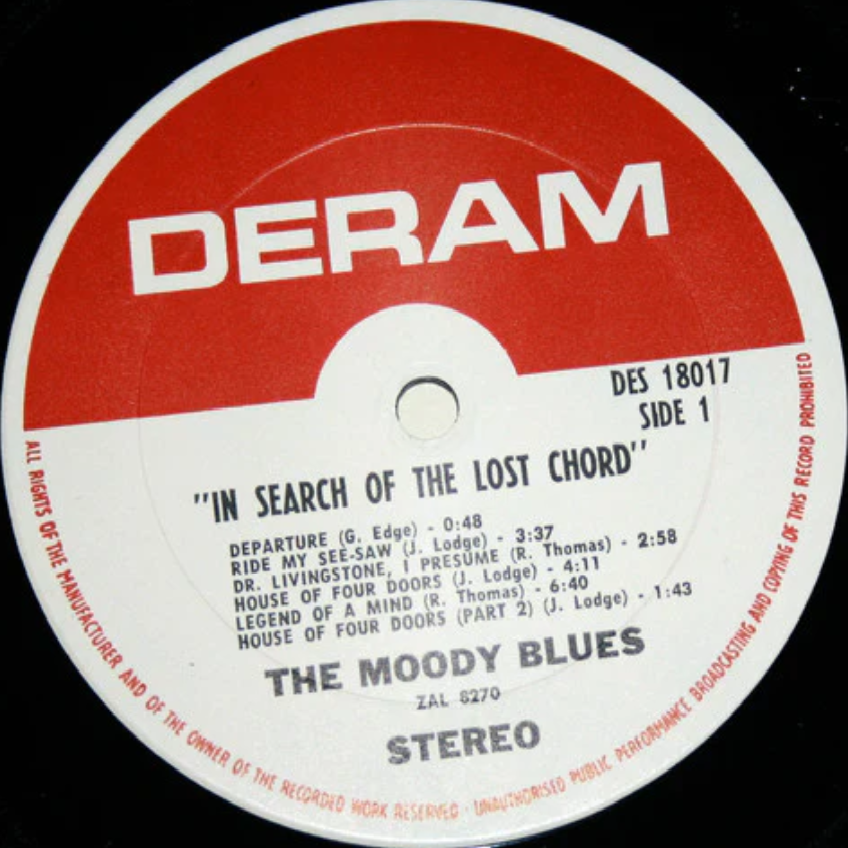 DERAM
DES 18017
SIDE 1
"IN SEARCH OF THE LOST CHORD"
DEPARTURE (G. Edge) - 0:48
RIDE MY SEE-SAW (J. Lodge) - 3:37
DR. LIVINGSTONE, I PRESUME (R. Thomas) - 2:58
HOUSE OF FOUR DOORS (J. Lodge) - 4:11
LEGEND OF A MIND (R. Thomas) - 6:40
HOUSE OF FOUR DOORS (PART 2) (J. Lodge) - 1:43
THE MOODY BLUES
ZAL 8270
STEREO
ALL RIGHTS OF THE MANUFACTURER AND OF THE OWNER OF THE RECORDED WORK RESERVED · UNAUTHORISED PUBLIC PERFORMANCE BROADCASTING AND COPYING OF THIS RECORD PROHIBITED